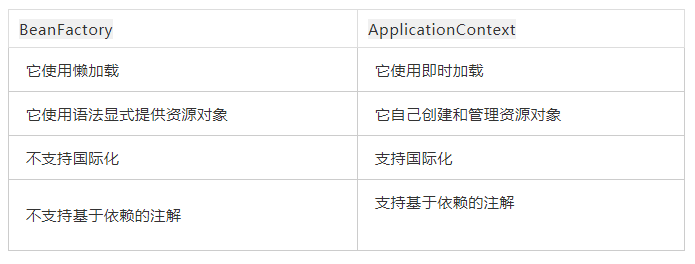 BeanFactory ApplicationContext
它使用懒加载 它使用即时加载
它使用语法显式提供资源对象 它自己创建和管理资源对象
不支持国际化 支持国际化
不支持基于依赖的注解 支持基于依赖的注解